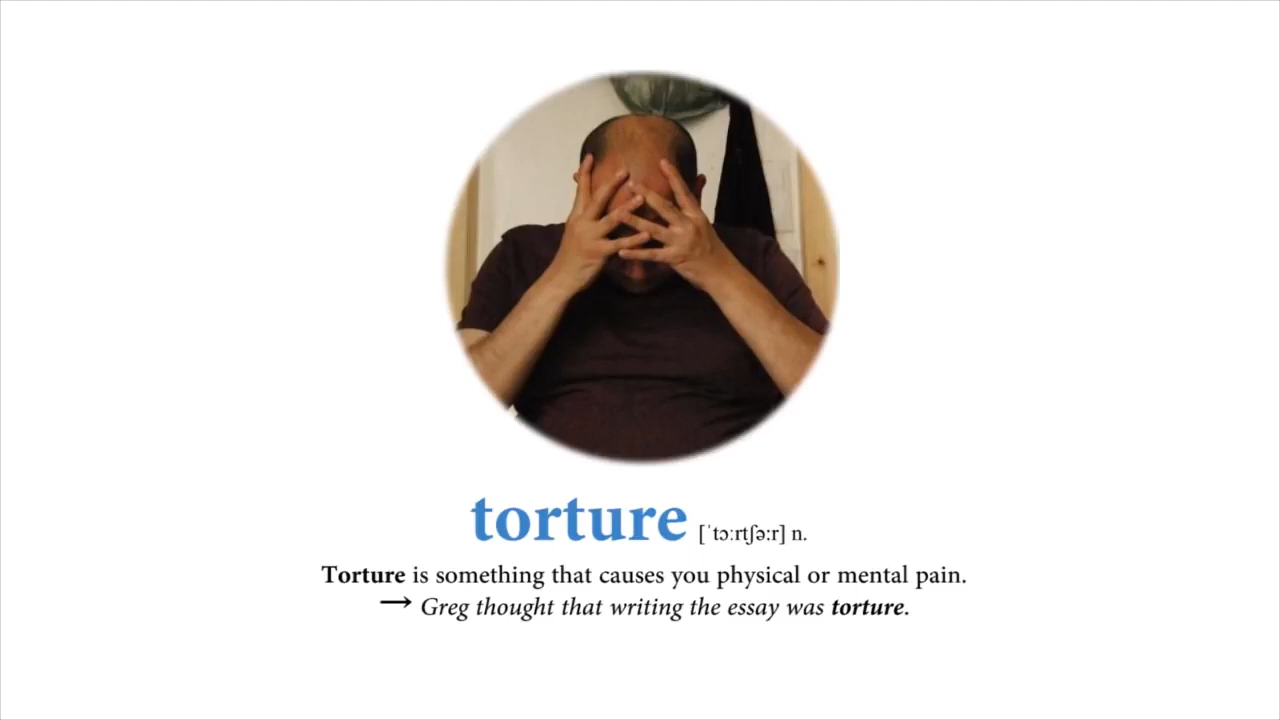 torture [ˈtɔːrtʃəːr] n.
Torture is something that causes you physical or mental pain.
→ Greg thought that writing the essay was torture.